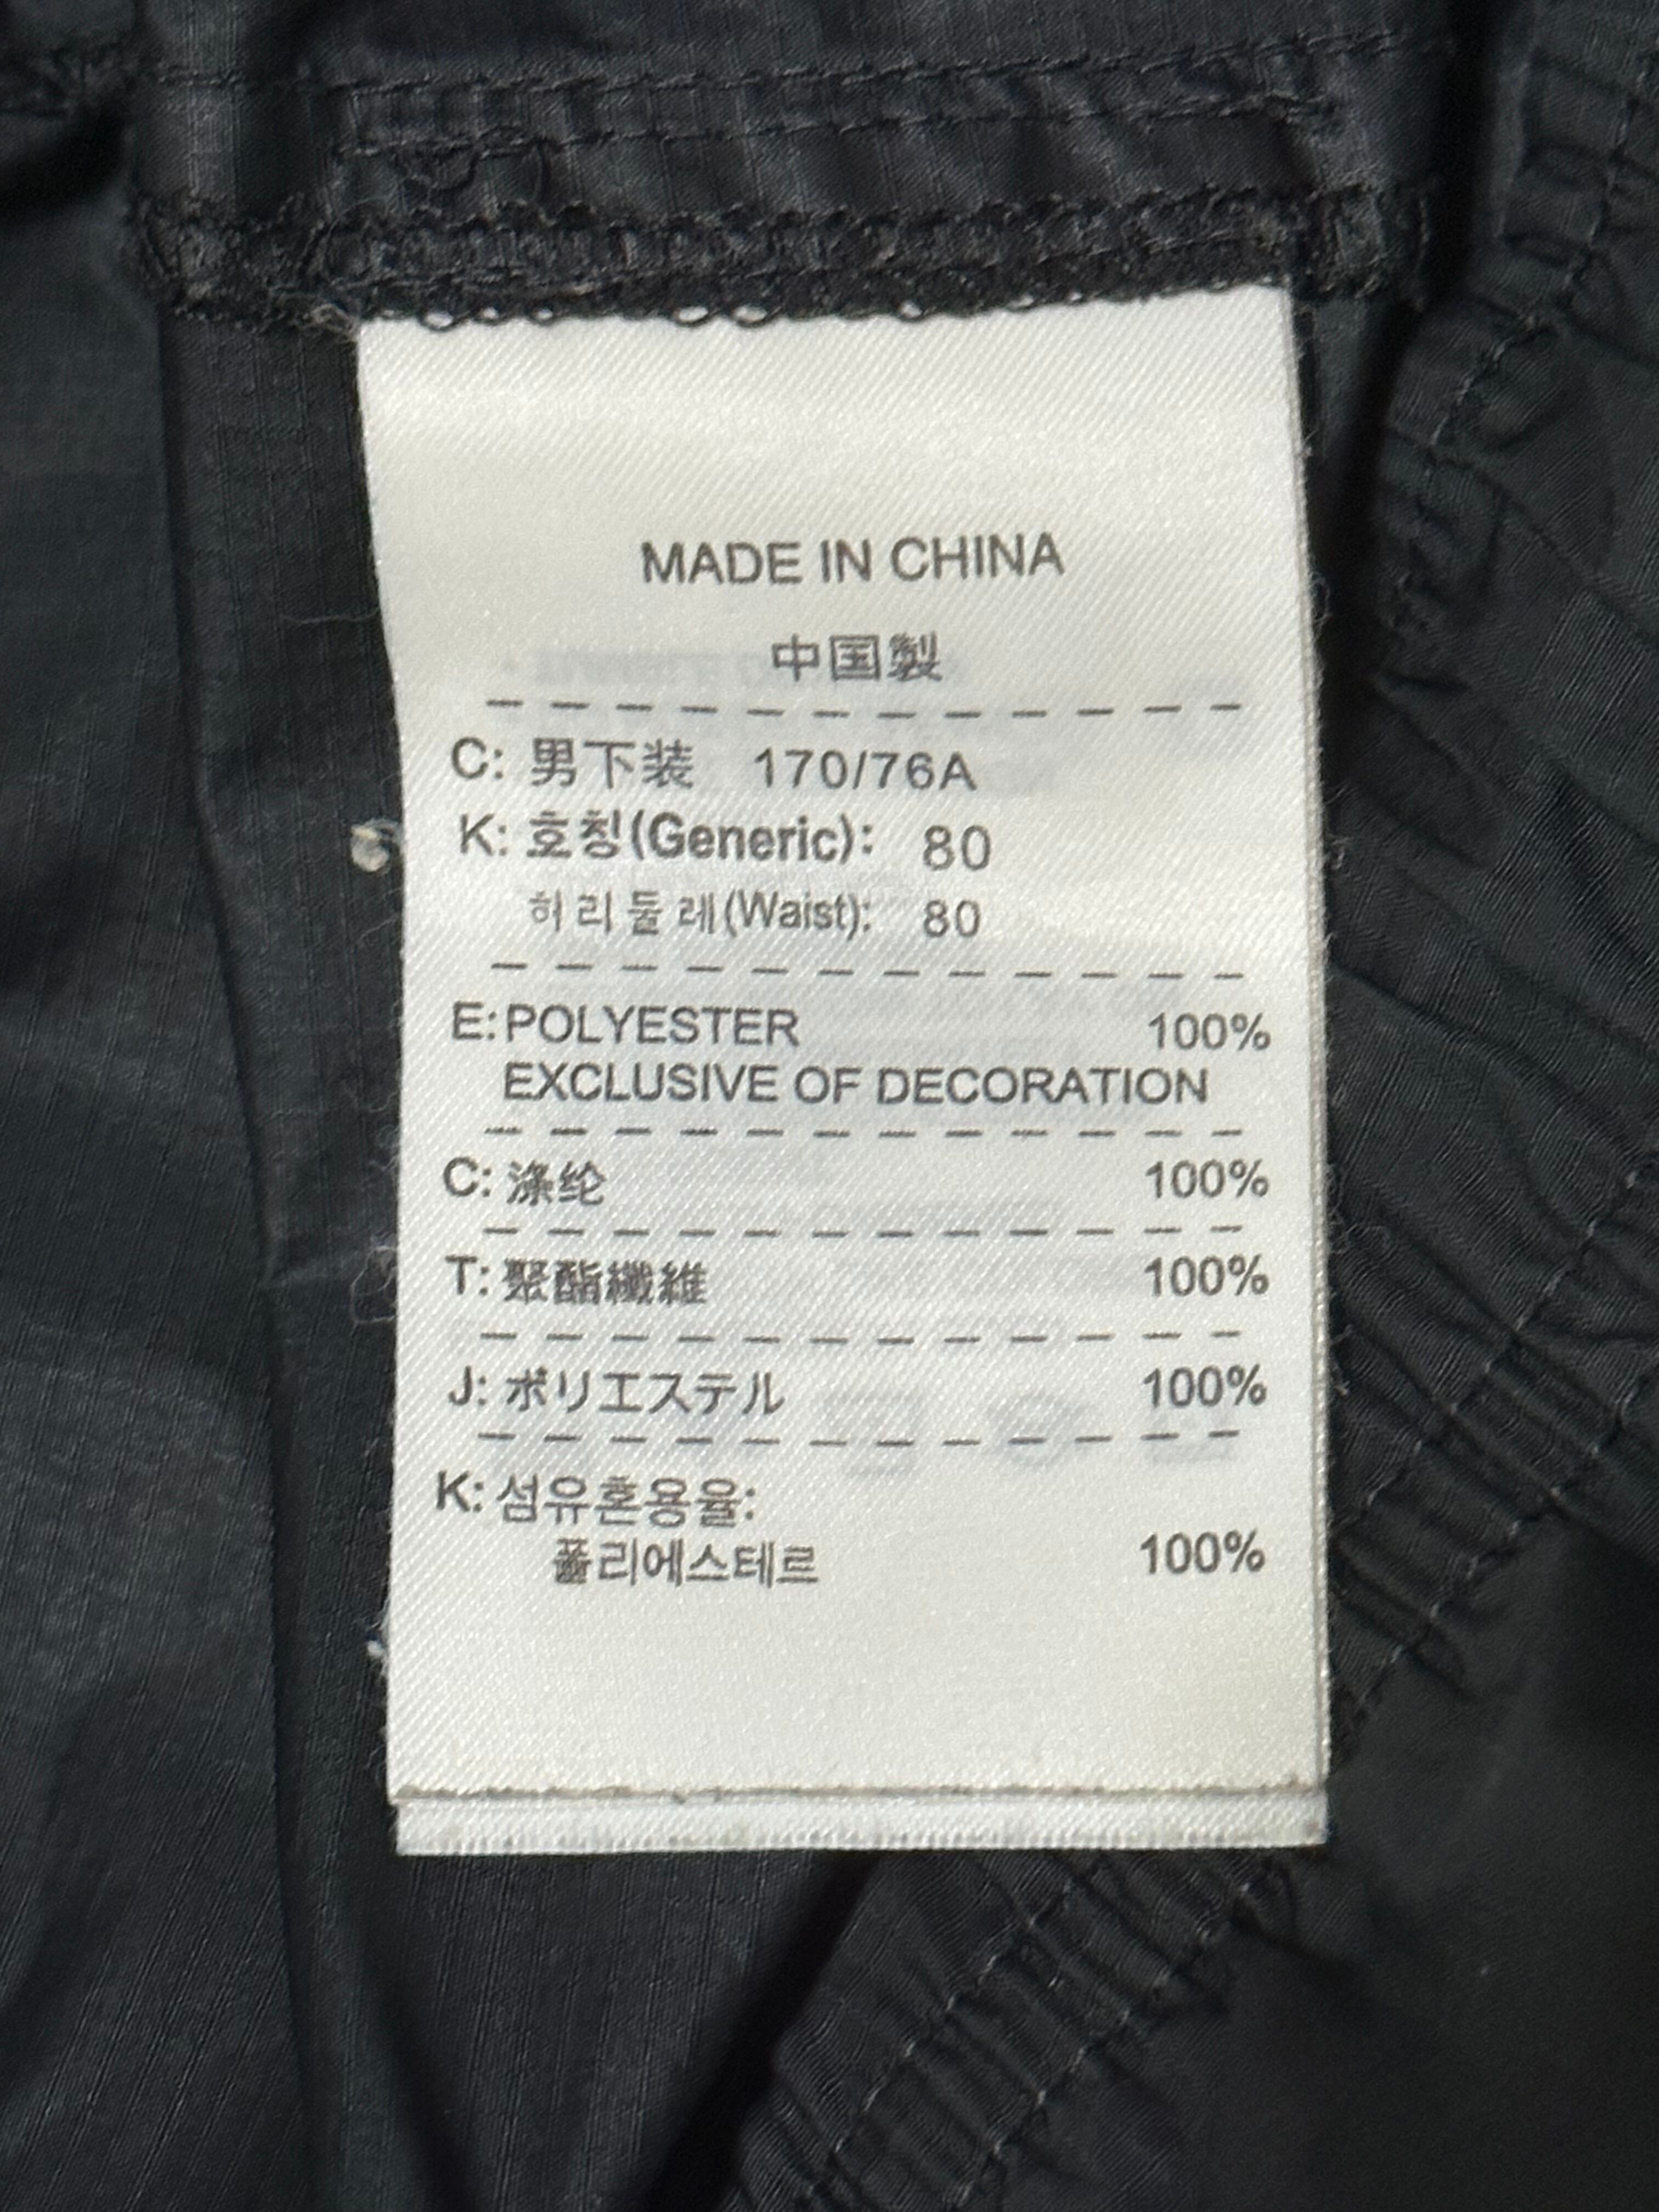 MADE IN CHINA
中国製
C: 男下装 170/76A
K: 호칭(Generic): 80
허리둘레(Waist): 80
E: POLYESTER 100%
EXCLUSIVE OF DECORATION
C: 涤纶 100%
T: 聚酯纖維 100%
J: ポリエステル 100%
K: 섬유혼용율:
폴리에스테르 100%